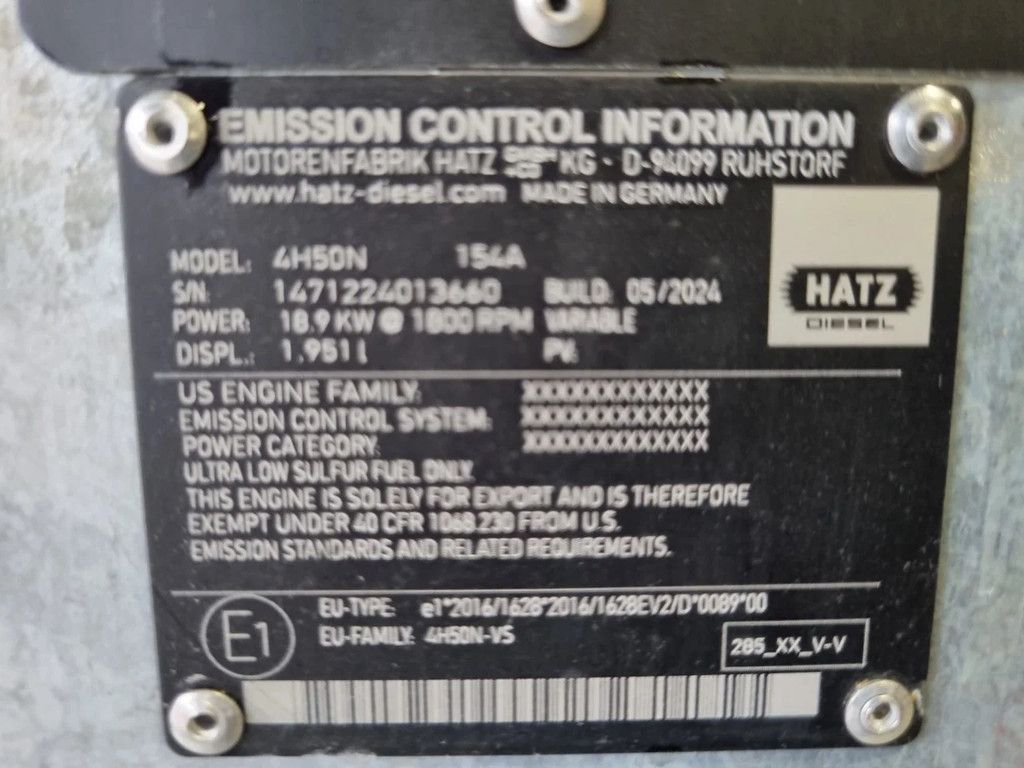 EMISSION CONTROL INFORMATION
MOTORENFABRIK HATZ KG - D-94099 RUHSTORF
www.hatz-diesel.com MADE IN GERMANY
MODEL: 4H50N 154A
S/N: 1471224013660 BUILD: 05/2024
POWER: 18.9 KW @ 1800 RPM VARIABLE
DISPL.: 1.951 l PV:
HATZ
DIESEL
US ENGINE FAMILY: XXXXXXXXXXXX
EMISSION CONTROL SYSTEM: XXXXXXXXXXXX
POWER CATEGORY: XXXXXXXXXXXX
ULTRA LOW SULFUR FUEL ONLY.
THIS ENGINE IS SOLELY FOR EXPORT AND IS THEREFORE
EXEMPT UNDER 40 CFR 1068.230 FROM U.S.
EMISSION STANDARDS AND RELATED REQUIREMENTS.
E1
EU-TYPE: e1*2016/1628*2016/1628EV2/D*0089*00
EU-FAMILY: 4H50N-VS
285_XX_V-V